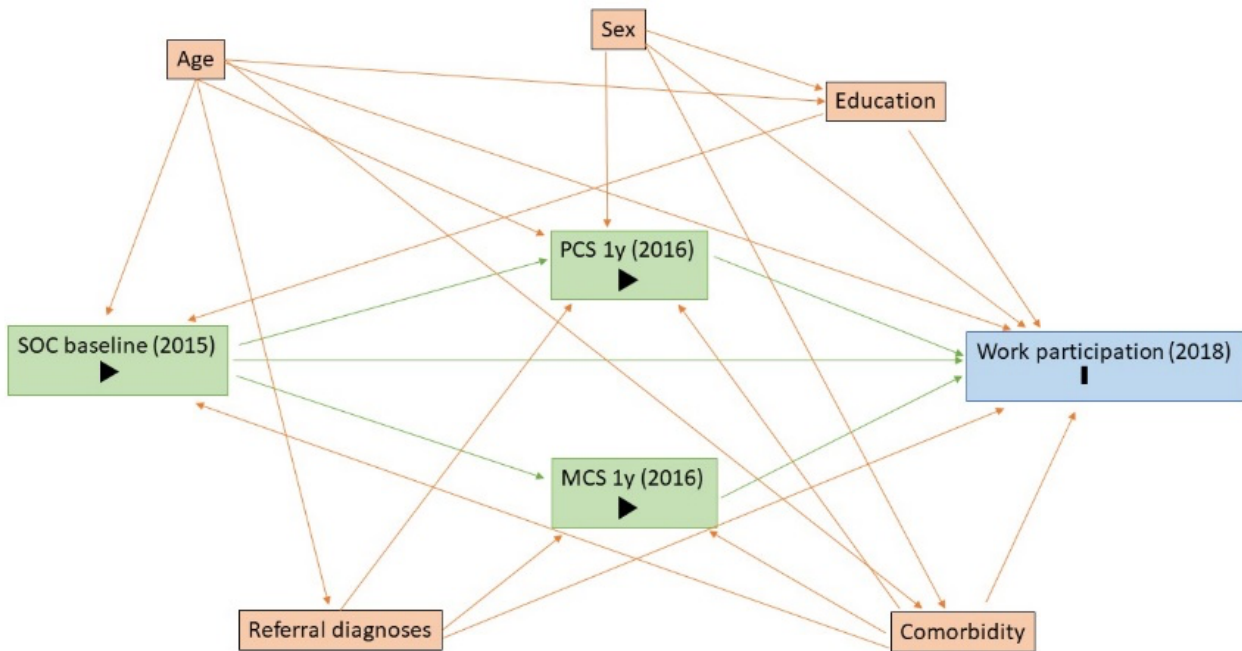 Sex
Age
Education
PCS 1y (2016)
SOC baseline (2015)
Work participation (2018)
MCS 1y (2016)
Referral diagnoses
Comorbidity